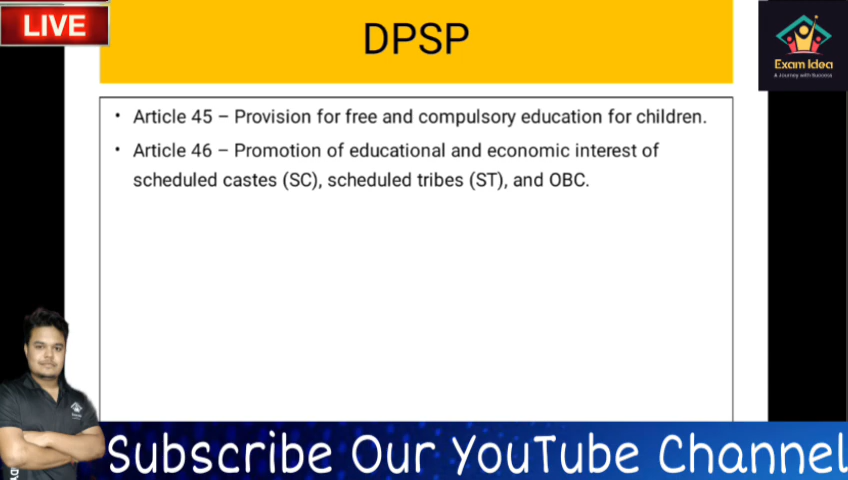 LIVE
DPSP
Exam Idea
A Journey with Success
• Article 45 – Provision for free and compulsory education for children.
• Article 46 – Promotion of educational and economic interest of
scheduled castes (SC), scheduled tribes (ST), and OBC.
Subscribe Our YouTube Channel